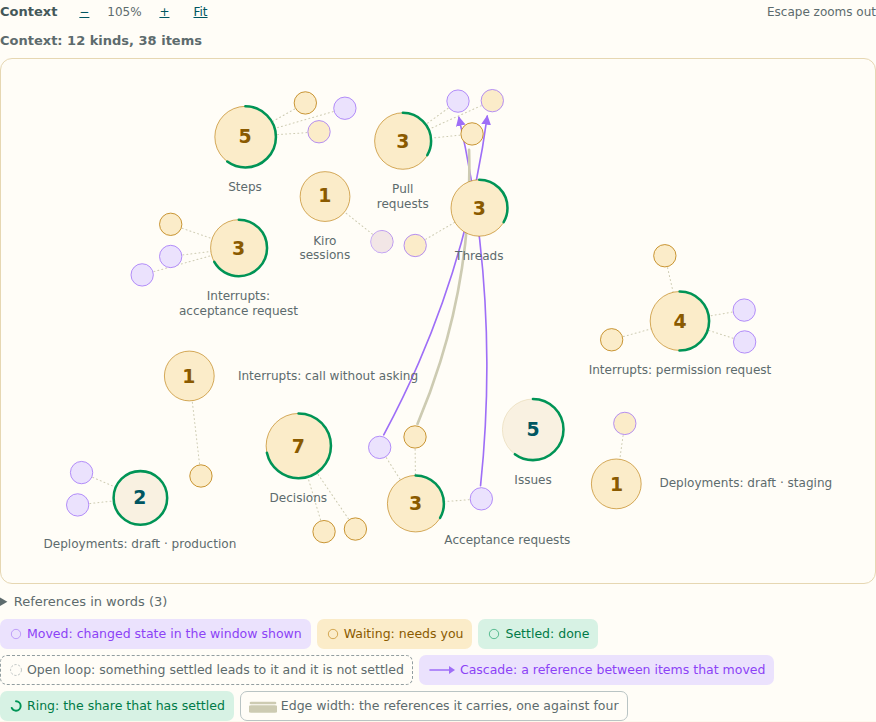 Context − 105% + Fit Escape zooms out
Context: 12 kinds, 38 items
5
Steps
3
Pull
requests
1
Kiro
sessions
3
Threads
3
Interrupts:
acceptance request
4
Interrupts: permission request
1
Interrupts: call without asking
7
Decisions
5
Issues
1
Deployments: draft · staging
2
Deployments: draft · production
3
Acceptance requests
References in words (3)
Moved: changed state in the window shown
Waiting: needs you
Settled: done
Open loop: something settled leads to it and it is not settled
Cascade: a reference between items that moved
Ring: the share that has settled
Edge width: the references it carries, one against four